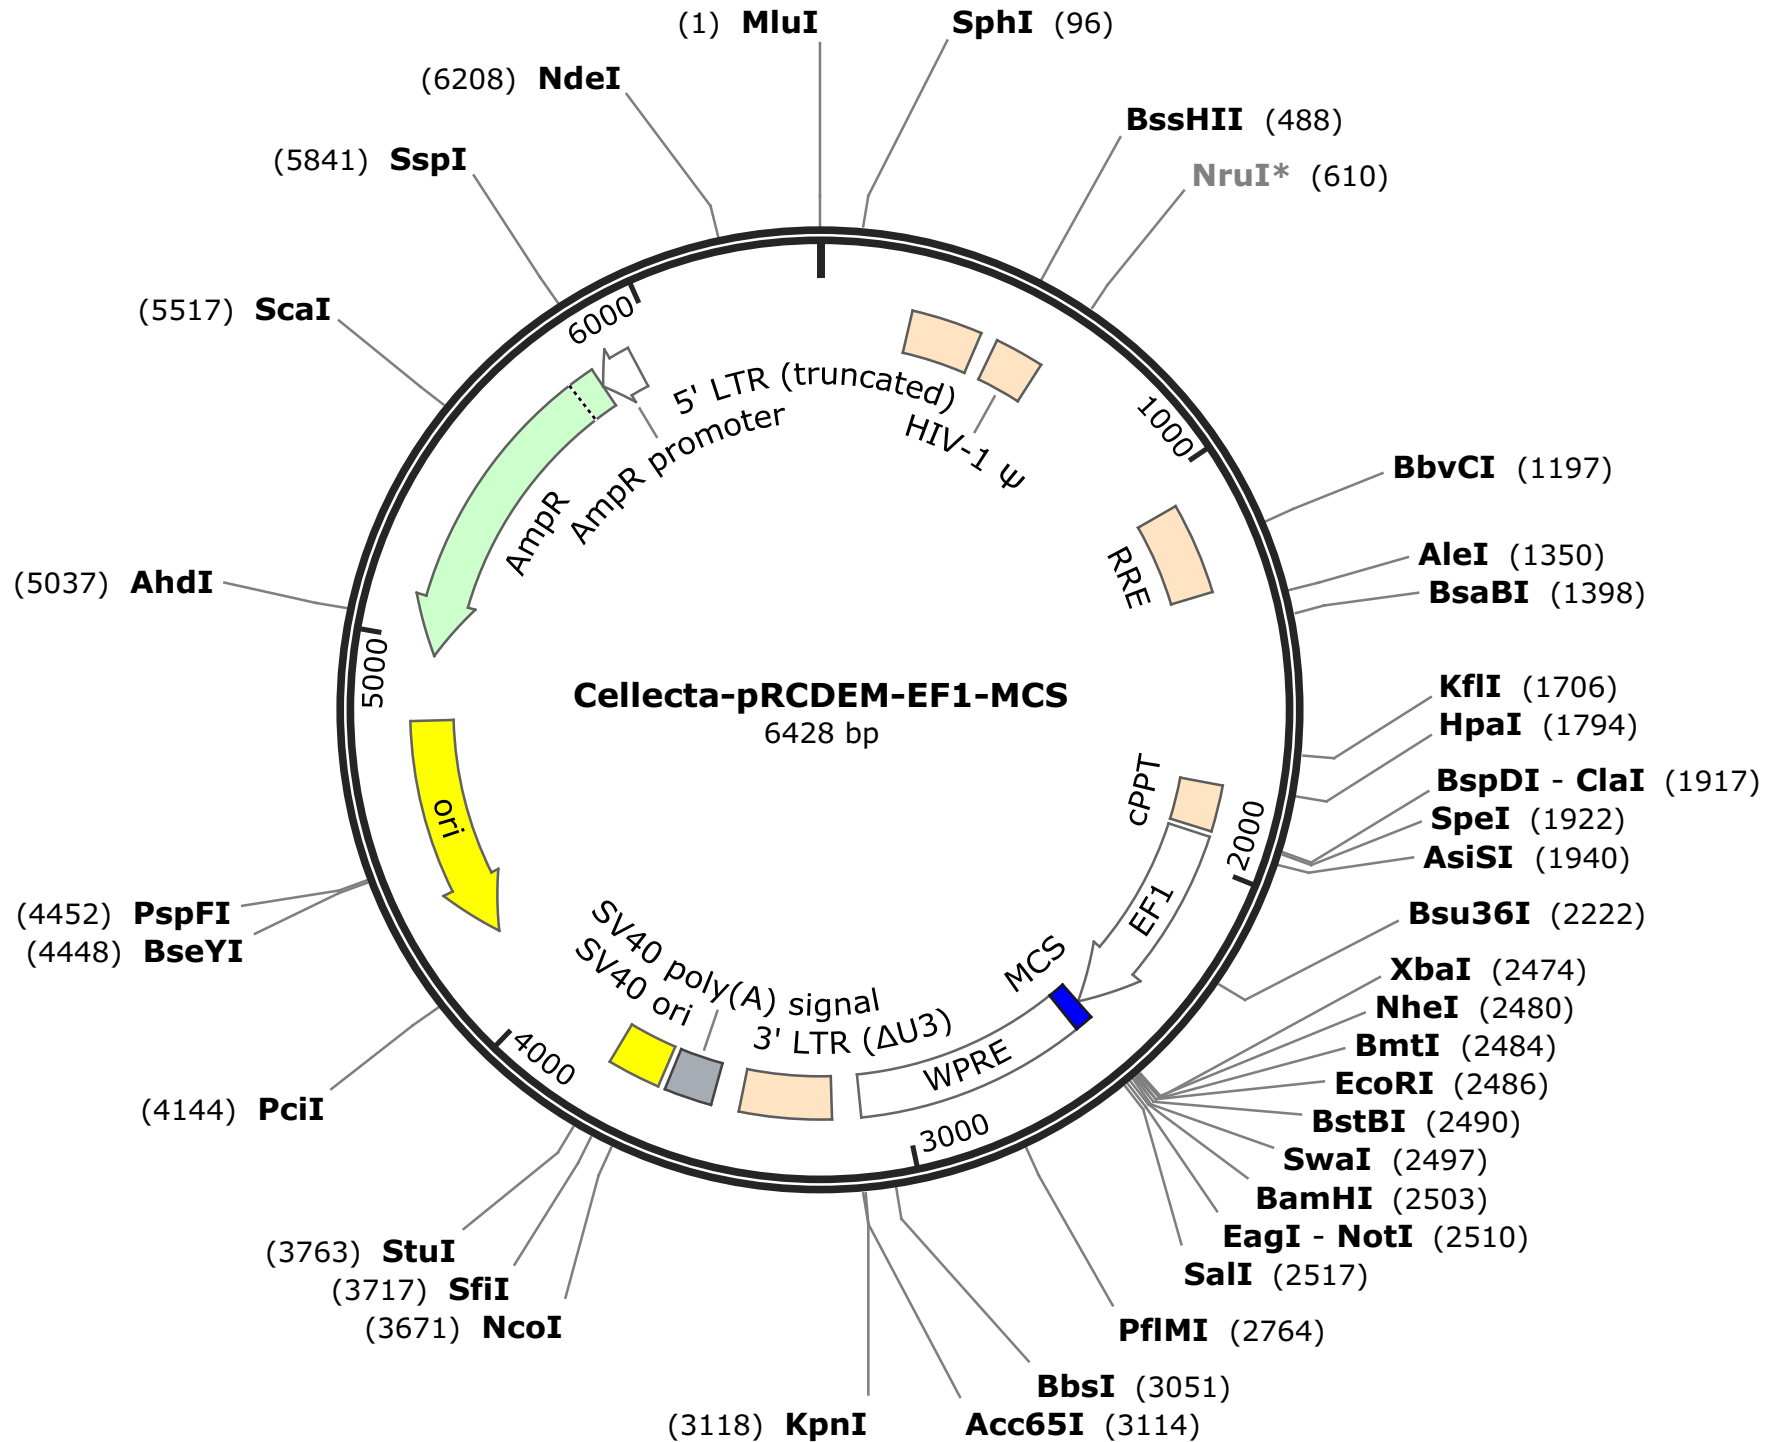 (1) MluI
SphI (96)
(6208) NdeI
BssHII (488)
(5841) SspI
NruI* (610)
(5517) ScaI
6000
5' LTR (truncated)
1000
AmpR promoter
HIV-1 Ψ
BbvCI (1197)
AmpR
AleI (1350)
RRE
(5037) AhdI
BsaBI (1398)
5000
Cellecta-pRCDEM-EF1-MCS
6428 bp
KflI (1706)
HpaI (1794)
cPPT
BspDI - ClaI (1917)
ori
SpeI (1922)
2000
AsiSI (1940)
(4452) PspFI
EF1
Bsu36I (2222)
(4448) BseYI
SV40 poly(A) signal
SV40 ori
MCS
XbaI (2474)
NheI (2480)
3' LTR (ΔU3)
BmtI (2484)
4000
WPRE
EcoRI (2486)
(4144) PciI
BstBI (2490)
3000
SwaI (2497)
BamHI (2503)
EagI - NotI (2510)
(3763) StuI
SalI (2517)
(3717) SfiI
(3671) NcoI
PflMI (2764)
BbsI (3051)
(3118) KpnI
Acc65I (3114)